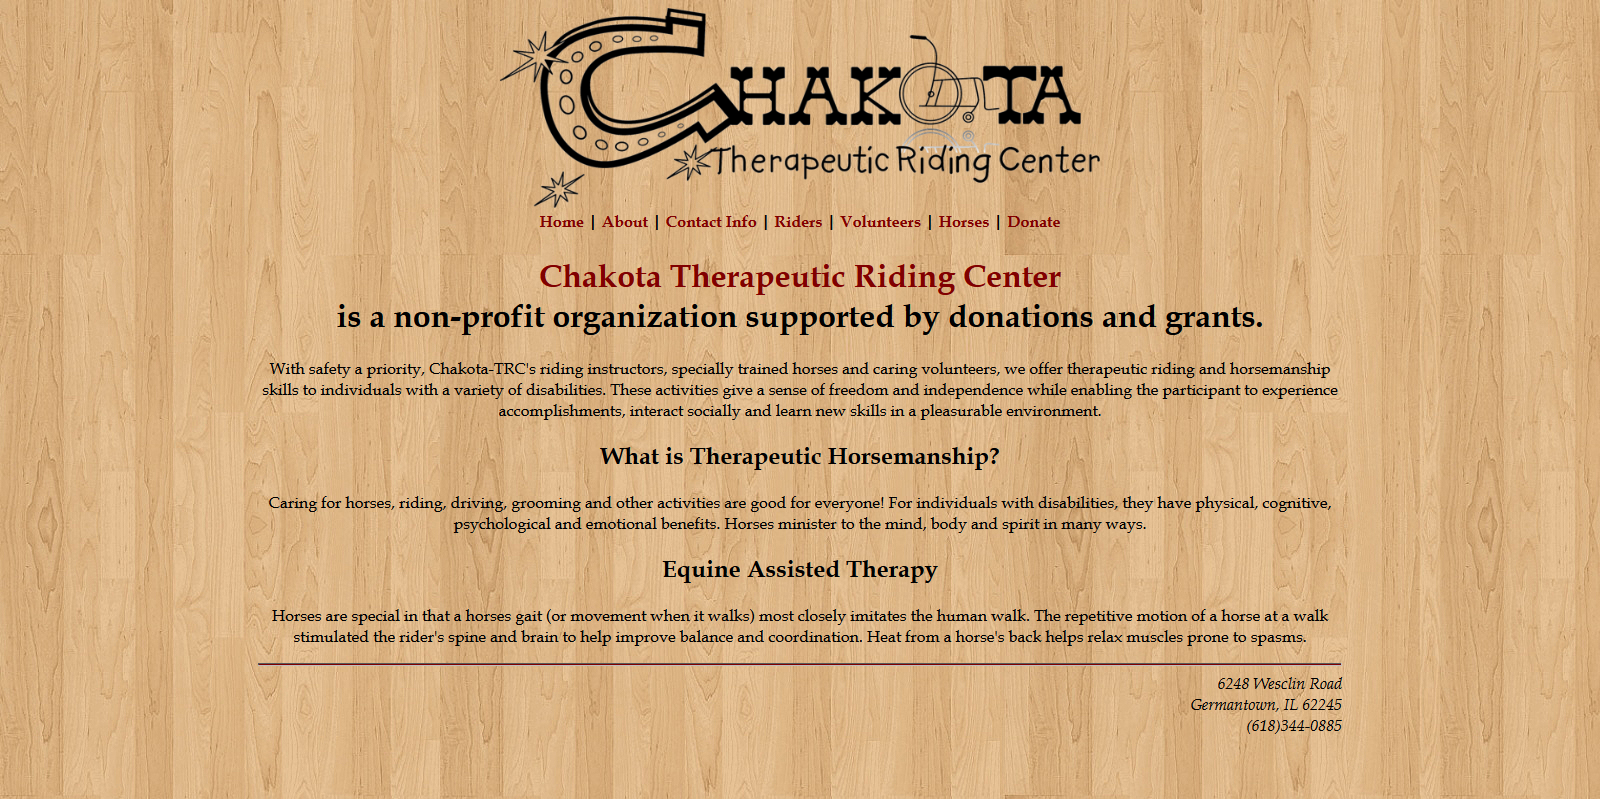 CHAKOTA
Therapeutic Riding Center
Home | About | Contact Info | Riders | Volunteers | Horses | Donate
Chakota Therapeutic Riding Center
is a non-profit organization supported by donations and grants.
With safety a priority, Chakota-TRC's riding instructors, specially trained horses and caring volunteers, we offer therapeutic riding and horsemanship
skills to individuals with a variety of disabilities. These activities give a sense of freedom and independence while enabling the participant to experience
accomplishments, interact socially and learn new skills in a pleasurable environment.
What is Therapeutic Horsemanship?
Caring for horses, riding, driving, grooming and other activities are good for everyone! For individuals with disabilities, they have physical, cognitive,
psychological and emotional benefits. Horses minister to the mind, body and spirit in many ways.
Equine Assisted Therapy
Horses are special in that a horses gait (or movement when it walks) most closely imitates the human walk. The repetitive motion of a horse at a walk
stimulated the rider's spine and brain to help improve balance and coordination. Heat from a horse's back helps relax muscles prone to spasms.
6248 Wesclin Road
Germantown, IL 62245
(618)344-0885